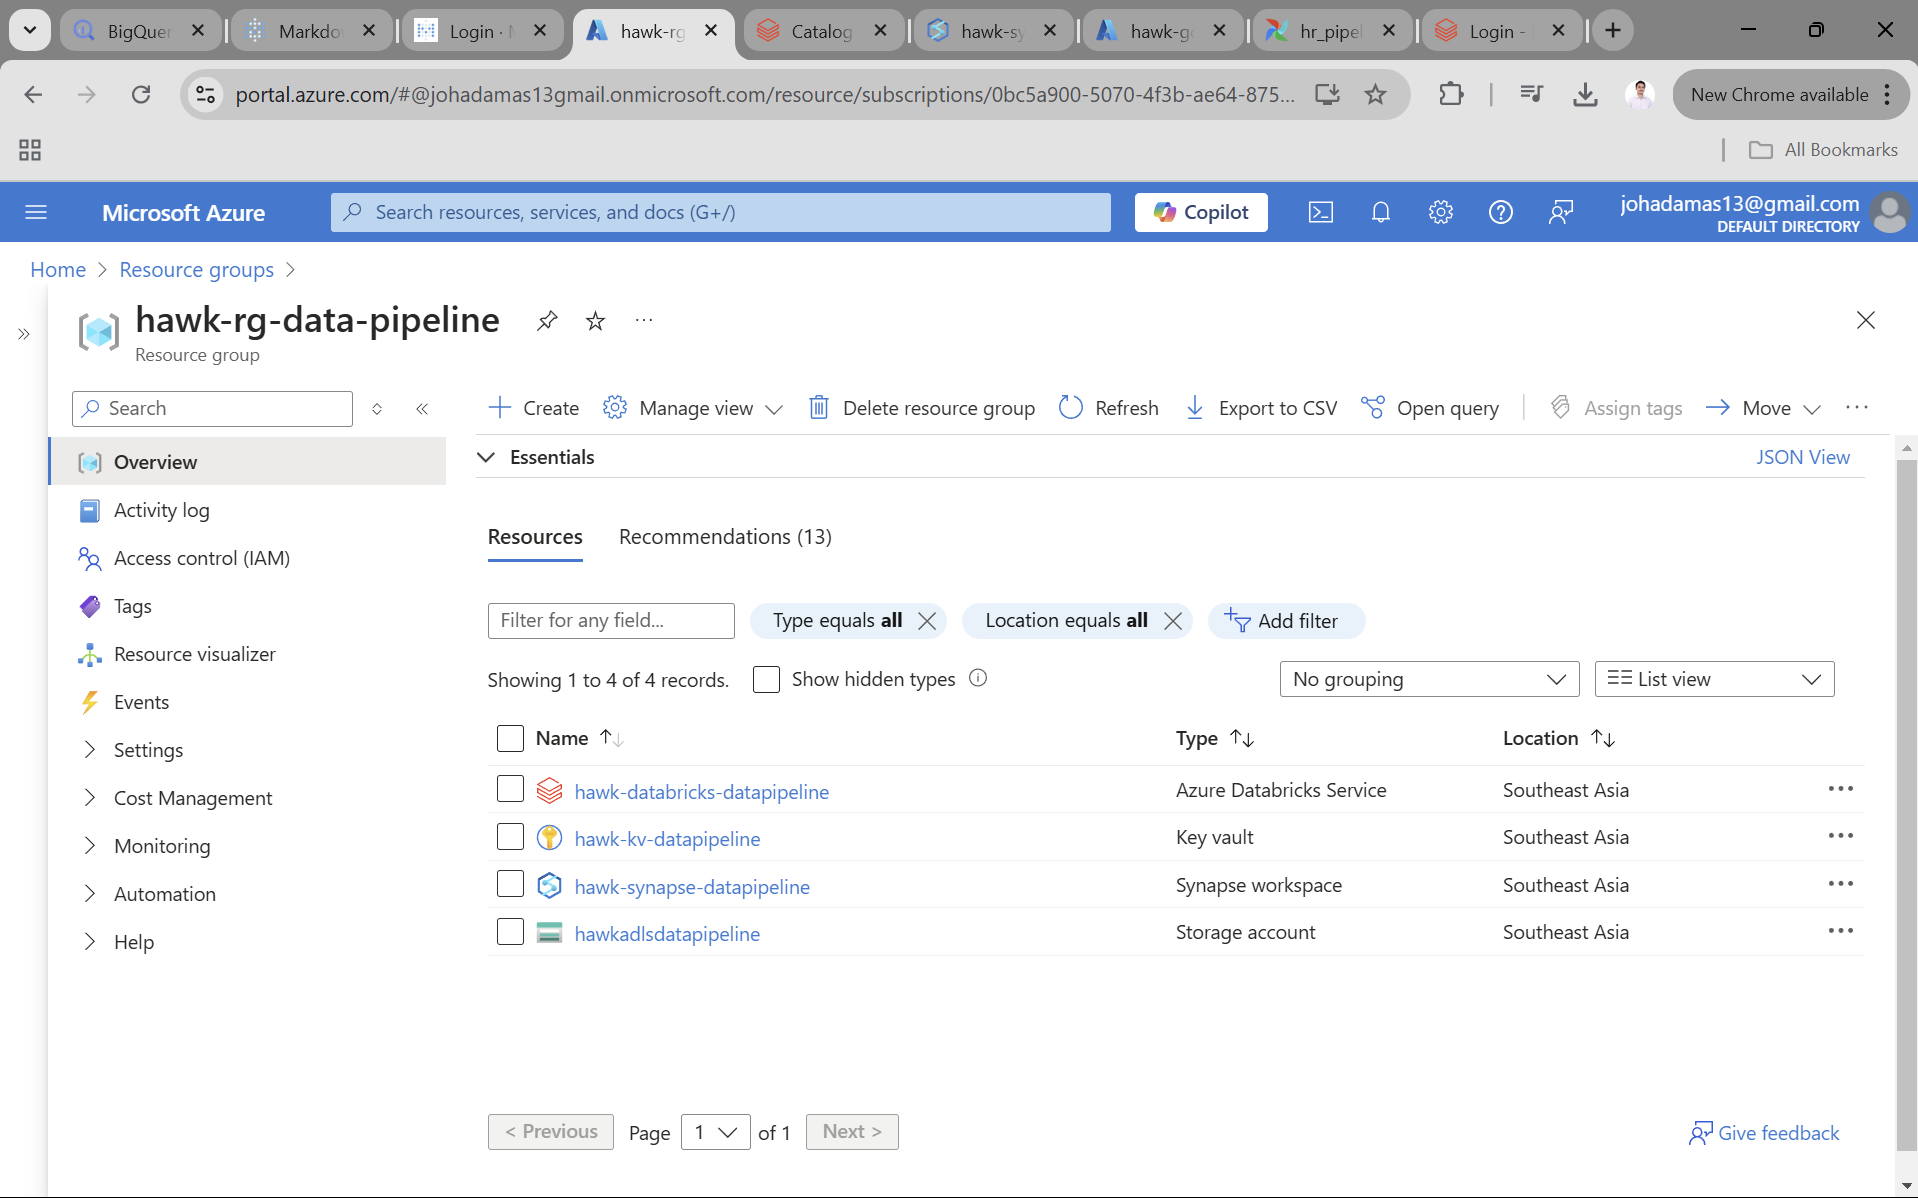 BigQue
Markdo
Login ·
hawk-rg
Catalog
hawk-sy
hawk-g
hr_pipel
Login -
portal.azure.com/#@johadamas13gmail.onmicrosoft.com/resource/subscriptions/0bc5a900-5070-4f3b-ae64-875...
New Chrome available
All Bookmarks
Microsoft Azure
Search resources, services, and docs (G+/)
Copilot
johadamas13@gmail.com
DEFAULT DIRECTORY
Home > Resource groups >
hawk-rg-data-pipeline
Resource group
Search
Overview
Activity log
Access control (IAM)
Tags
Resource visualizer
Events
Settings
Cost Management
Monitoring
Automation
Help
Create Manage view Delete resource group Refresh Export to CSV Open query Assign tags Move
Essentials
JSON View
Resources Recommendations (13)
Filter for any field... Type equals all Location equals all Add filter
Showing 1 to 4 of 4 records. Show hidden types No grouping List view
Name Type Location
hawk-databricks-datapipeline Azure Databricks Service Southeast Asia
hawk-kv-datapipeline Key vault Southeast Asia
hawk-synapse-datapipeline Synapse workspace Southeast Asia
hawkadlsdatapipeline Storage account Southeast Asia
< Previous Page 1 of 1 Next >
Give feedback